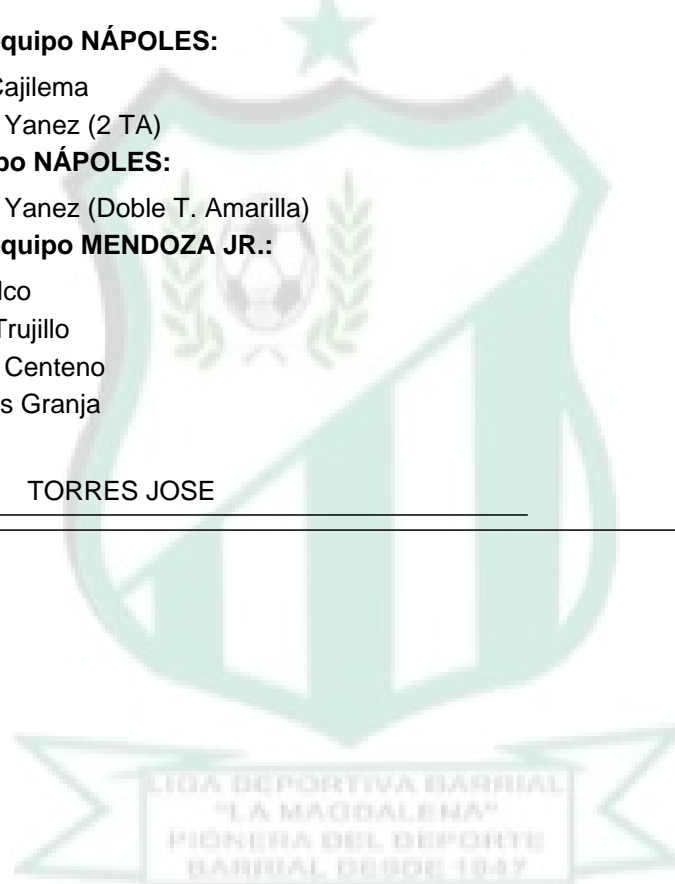 quipo NÁPOLES:
Cajilema
Yanez (2 TA)
po NÁPOLES:
Yanez (Doble T. Amarilla)
quipo MENDOZA JR.:
lco
Trujillo
Centeno
s Granja
TORRES JOSE
LIGA DEPORTIVA BARRIAL
"LA MAGDALENA"
PIONERA DEL DEPORTE
BARRIAL DESDE 1947